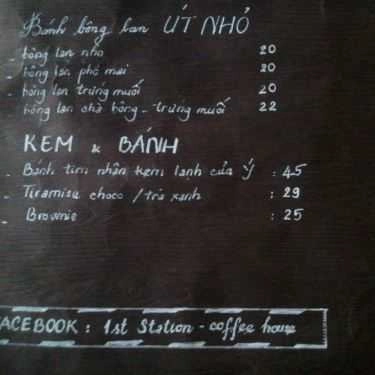 Bánh bông lan ÚT NHỎ
- bông lan nho 20
- bông lan phô mai 20
- bông lan trứng muối 20
- bông lan chà bông - trứng muối 22
KEM & BÁNH
- Bánh tim nhân kem lạnh của Ý : 45
- Tiramisu choco / trà xanh : 29
- Brownie : 25
FACEBOOK : 1st Station - coffee house